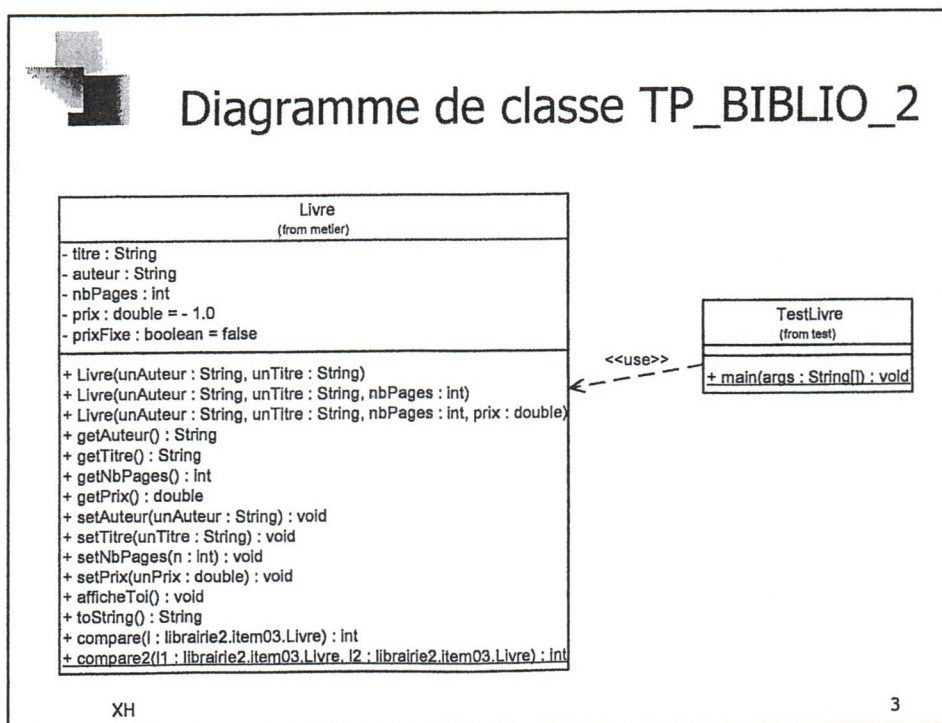 Diagramme de classe TP_BIBLIO_2
Livre
(from metier)
- titre : String
- auteur : String
- nbPages : int
- prix : double = - 1.0
- prixFixe : boolean = false
+ Livre(unAuteur : String, unTitre : String)
+ Livre(unAuteur : String, unTitre : String, nbPages : int)
+ Livre(unAuteur : String, unTitre : String, nbPages : int, prix : double)
+ getAuteur() : String
+ getTitre() : String
+ getNbPages() : int
+ getPrix() : double
+ setAuteur(unAuteur : String) : void
+ setTitre(unTitre : String) : void
+ setNbPages(n : int) : void
+ setPrix(unPrix : double) : void
+ afficheToi() : void
+ toString() : String
+ compare(l : librairie2.item03.Livre) : int
+ compare2(l1 : librairie2.item03.Livre, l2 : librairie2.item03.Livre) : int
<<use>>
TestLivre
(from test)
+ main(args : String[]) : void
XH
3